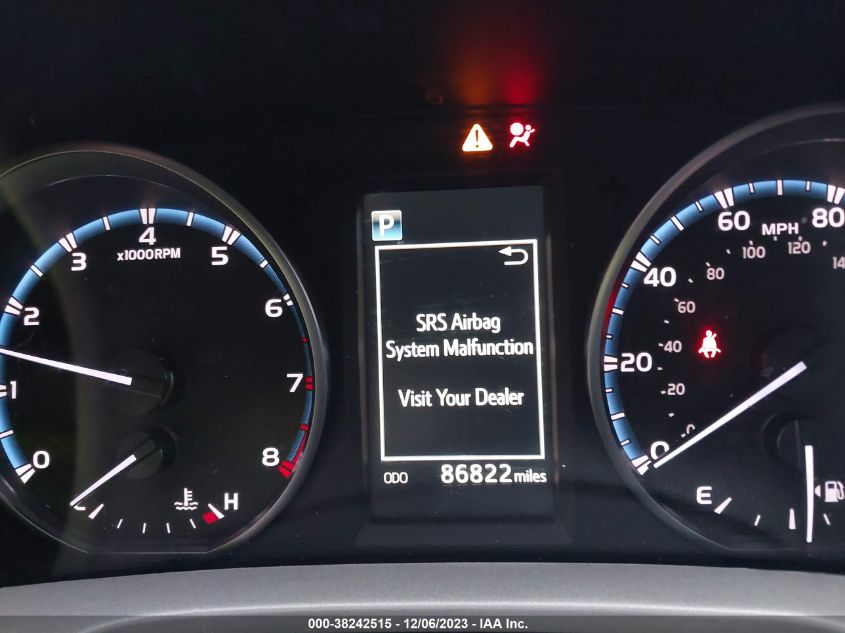 P
SRS Airbag
System Malfunction
Visit Your Dealer
ODO 86822 miles
0 1 2 3 4 5 6 7 8
x1000RPM
H
0 20 40 60 80
MPH
0 20 40 60 80 100 120
E
000-38242515 - 12/06/2023 - IAA Inc.